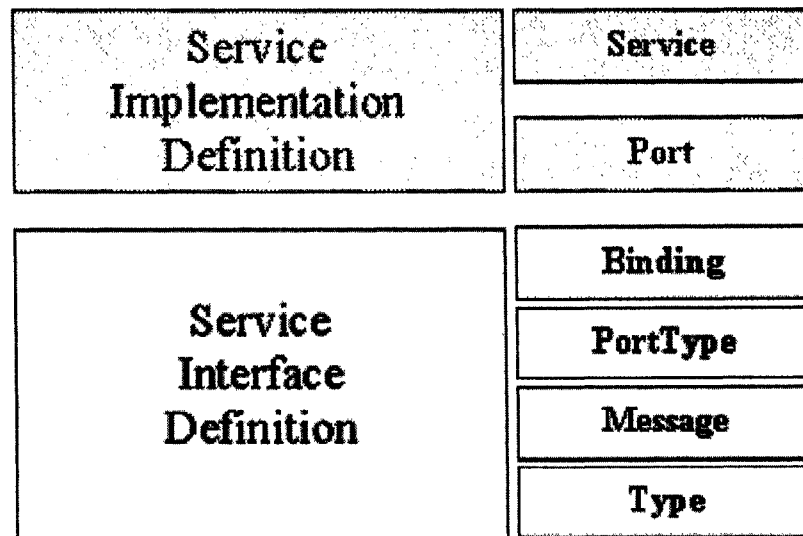 Service
Implementation
Definition
Service
Port
Service
Interface
Definition
Binding
PortType
Message
Type